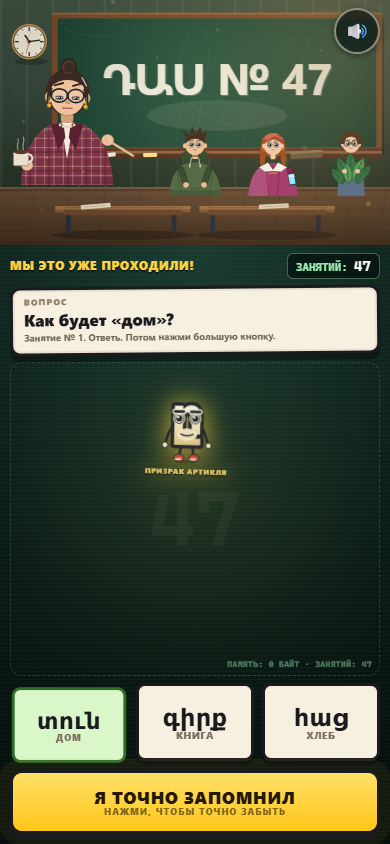 ԴԱՍ № 47
МЫ ЭТО УЖЕ ПРОХОДИЛИ!
ЗАНЯТИЙ: 47
ВОПРОС
Как будет «дом»?
Занятие № 1. Ответь. Потом нажми большую кнопку.
ПРИЗРАК АРТИКЛЯ
47
ПАМЯТЬ: 0 БАЙТ · ЗАНЯТИЙ: 47
տուն
ДОМ
գիրք
КНИГА
հաց
ХЛЕБ
Я ТОЧНО ЗАПОМНИЛ
НАЖМИ, ЧТОБЫ ТОЧНО ЗАБЫТЬ